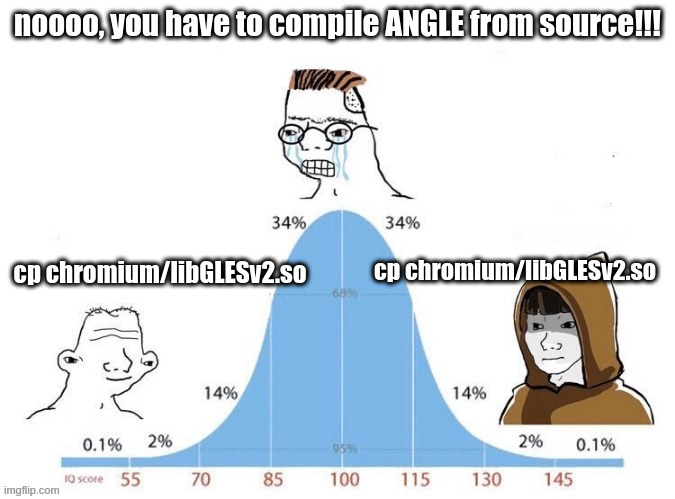 noooo, you have to compile ANGLE from source!!!
34% 34%
cp chromium/libGLESv2.so
cp chromium/libGLESv2.so
68%
14% 14%
0.1% 2% 95% 2% 0.1%
IQ score 55 70 85 100 115 130 145
imgflip.com